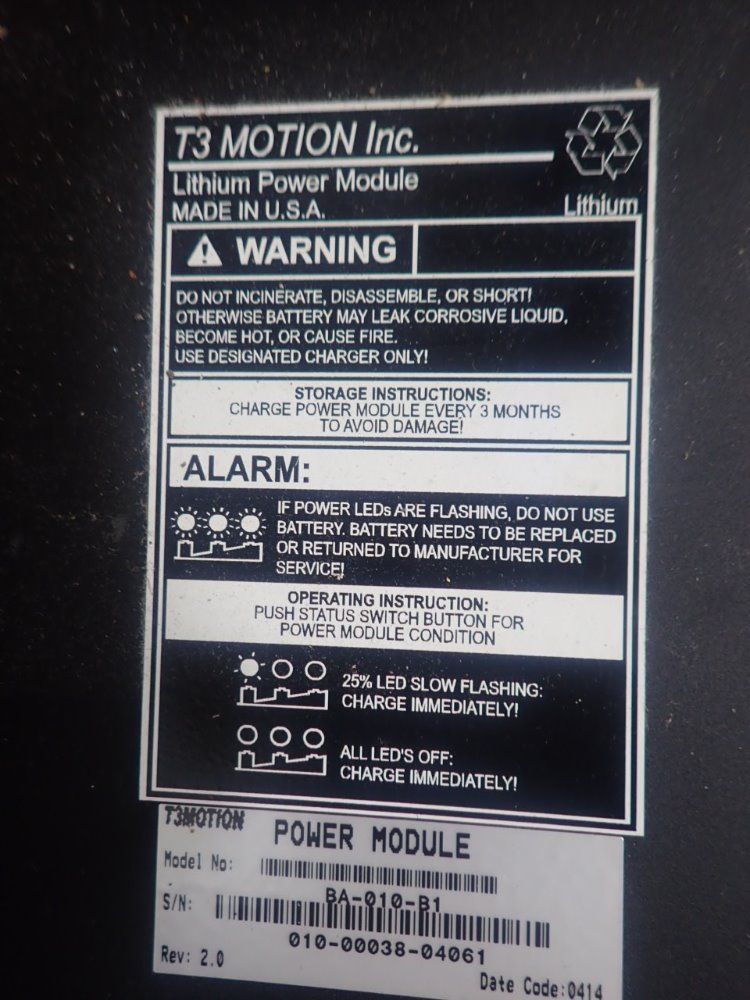 T3 MOTION Inc.
Lithium Power Module
MADE IN U.S.A.
Lithium
WARNING
DO NOT INCINERATE, DISASSEMBLE, OR SHORT!
OTHERWISE BATTERY MAY LEAK CORROSIVE LIQUID,
BECOME HOT, OR CAUSE FIRE.
USE DESIGNATED CHARGER ONLY!
STORAGE INSTRUCTIONS:
CHARGE POWER MODULE EVERY 3 MONTHS
TO AVOID DAMAGE!
ALARM:
IF POWER LEDs ARE FLASHING, DO NOT USE
BATTERY. BATTERY NEEDS TO BE REPLACED
OR RETURNED TO MANUFACTURER FOR
SERVICE!
OPERATING INSTRUCTION:
PUSH STATUS SWITCH BUTTON FOR
POWER MODULE CONDITION
25% LED SLOW FLASHING:
CHARGE IMMEDIATELY!
ALL LED'S OFF:
CHARGE IMMEDIATELY!
T3MOTION
POWER MODULE
Model No:
BA-010-B1
S/N:
010-00038-04061
Rev: 2.0
Date Code:0414